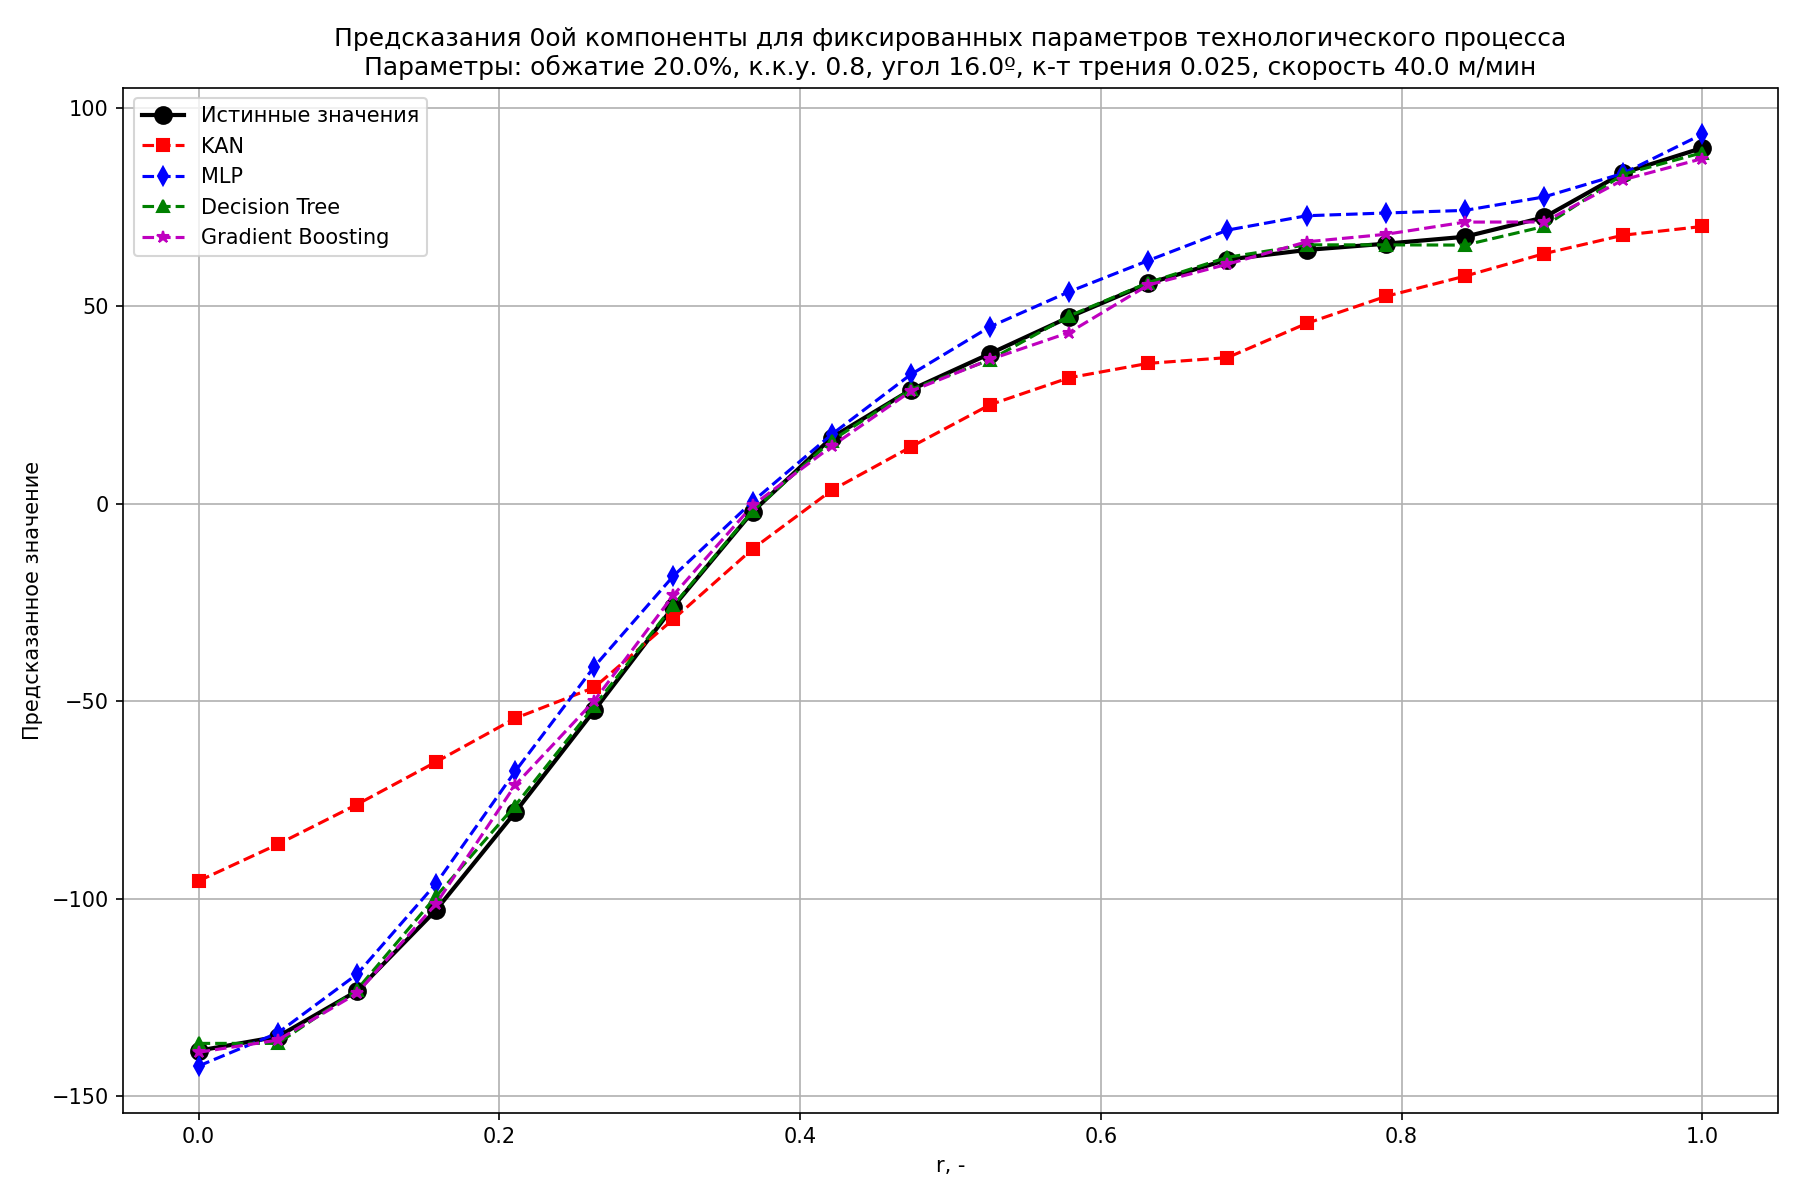 Предсказания 0ой компоненты для фиксированных параметров технологического процесса
Параметры: обжатие 20.0%, к.к.у. 0.8, угол 16.0º, к-т трения 0.025, скорость 40.0 м/мин
Истинные значения
KAN
MLP
Decision Tree
Gradient Boosting
Предсказанное значение
100
50
0
−50
−100
−150
0.0 0.2 0.4 0.6 0.8 1.0
r, -